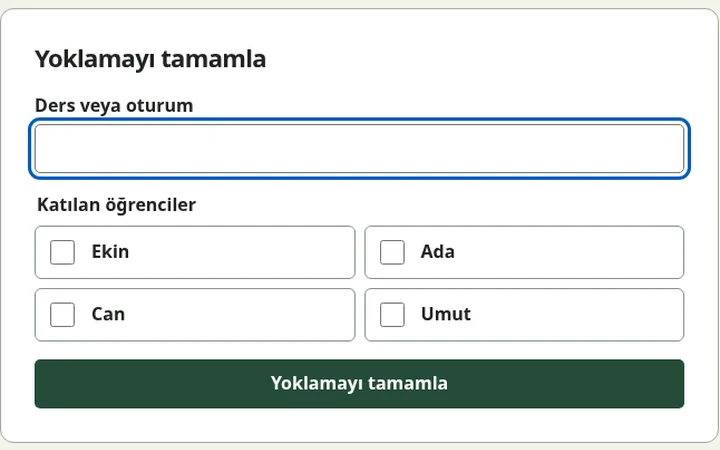 Yoklamayı tamamla
Ders veya oturum
Katılan öğrenciler
Ekin
Ada
Can
Umut
Yoklamayı tamamla